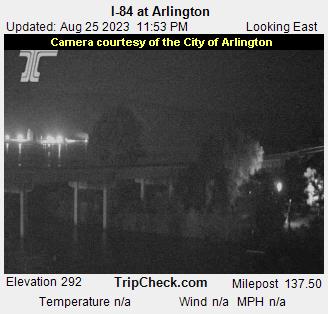 I-84 at Arlington
Updated: Aug 25 2023 11:53 PM Looking East
Camera courtesy of the City of Arlington
Elevation 292 TripCheck.com Milepost 137.50
Temperature n/a Wind n/a MPH n/a